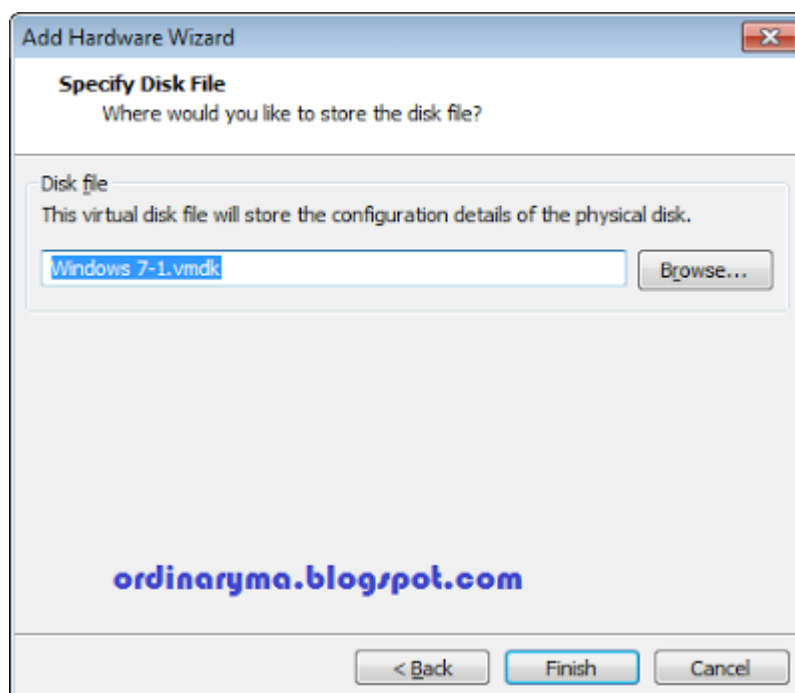 Add Hardware Wizard
Specify Disk File
Where would you like to store the disk file?
Disk file
This virtual disk file will store the configuration details of the physical disk.
Windows 7-1.vmdk
Browse...
ordinaryma.blogspot.com
< Back
Finish
Cancel